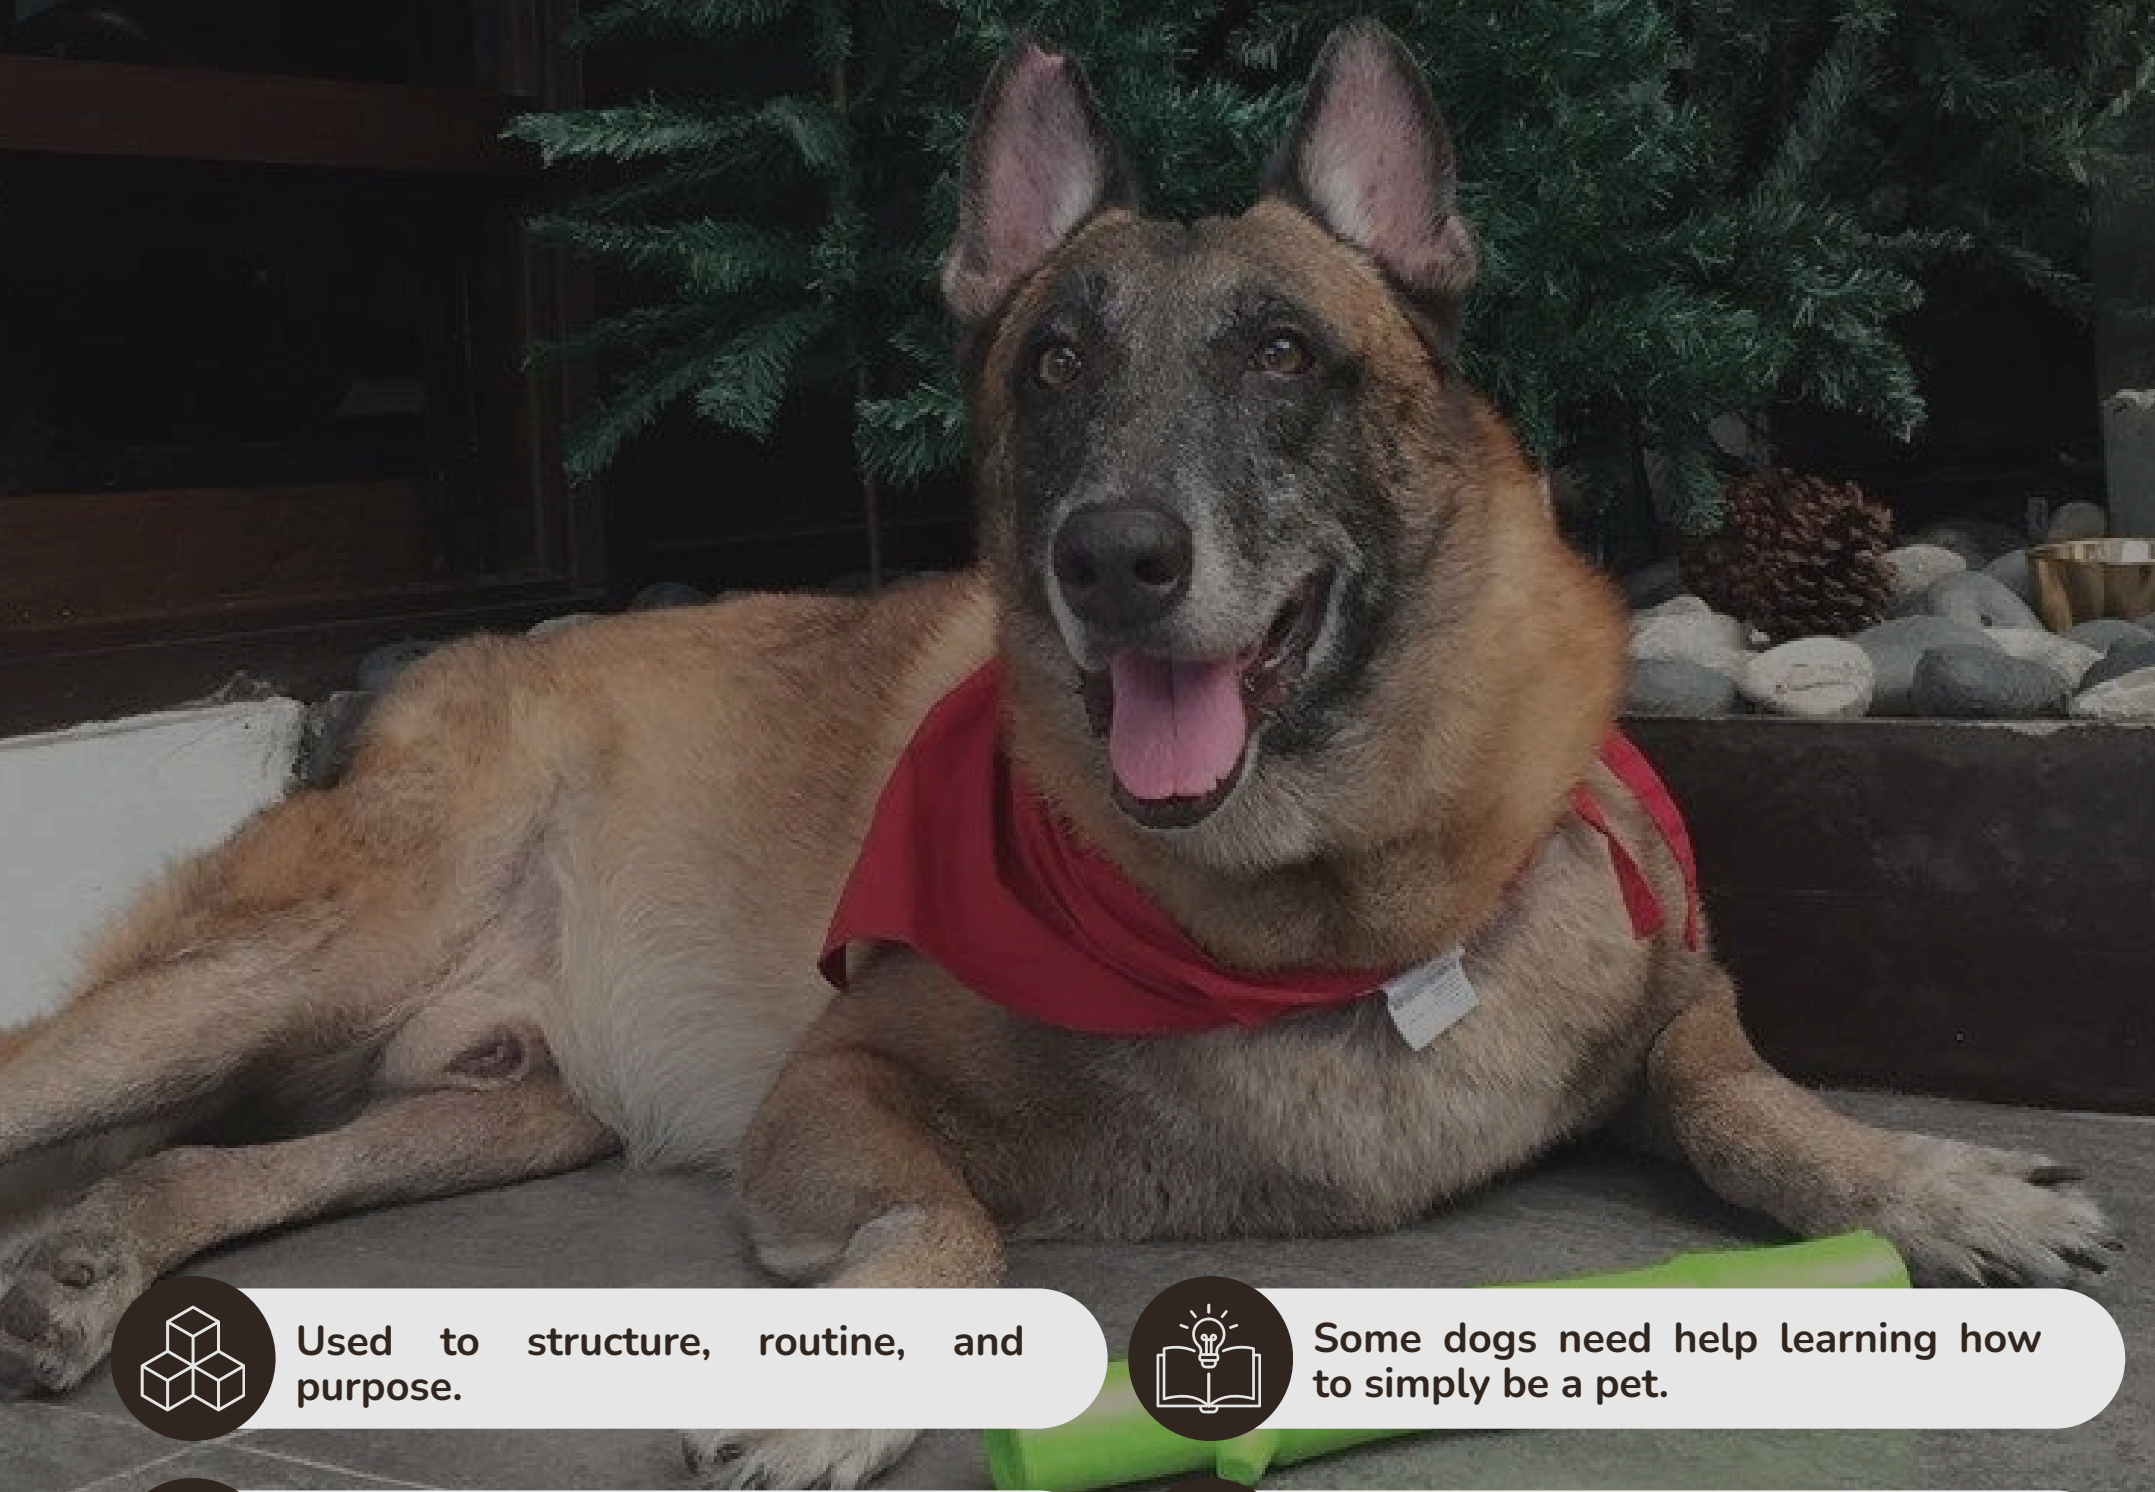 Used to structure, routine, and
purpose.
Some dogs need help learning how
to simply be a pet.